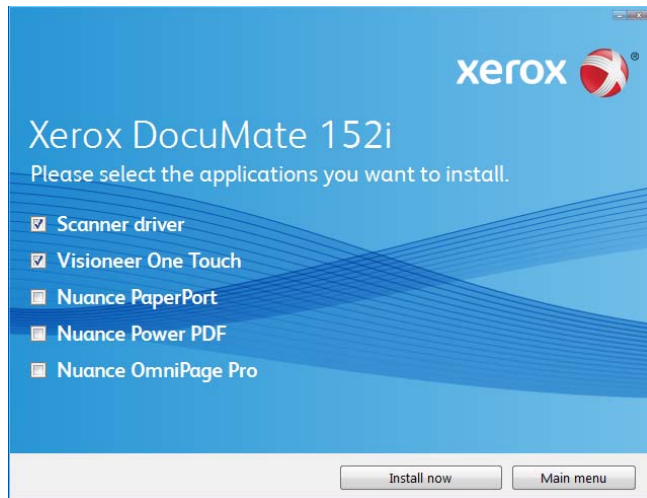 xerox ®
Xerox DocuMate 152i
Please select the applications you want to install.
Scanner driver
Visioneer One Touch
Nuance PaperPort
Nuance Power PDF
Nuance OmniPage Pro
Install now Main menu